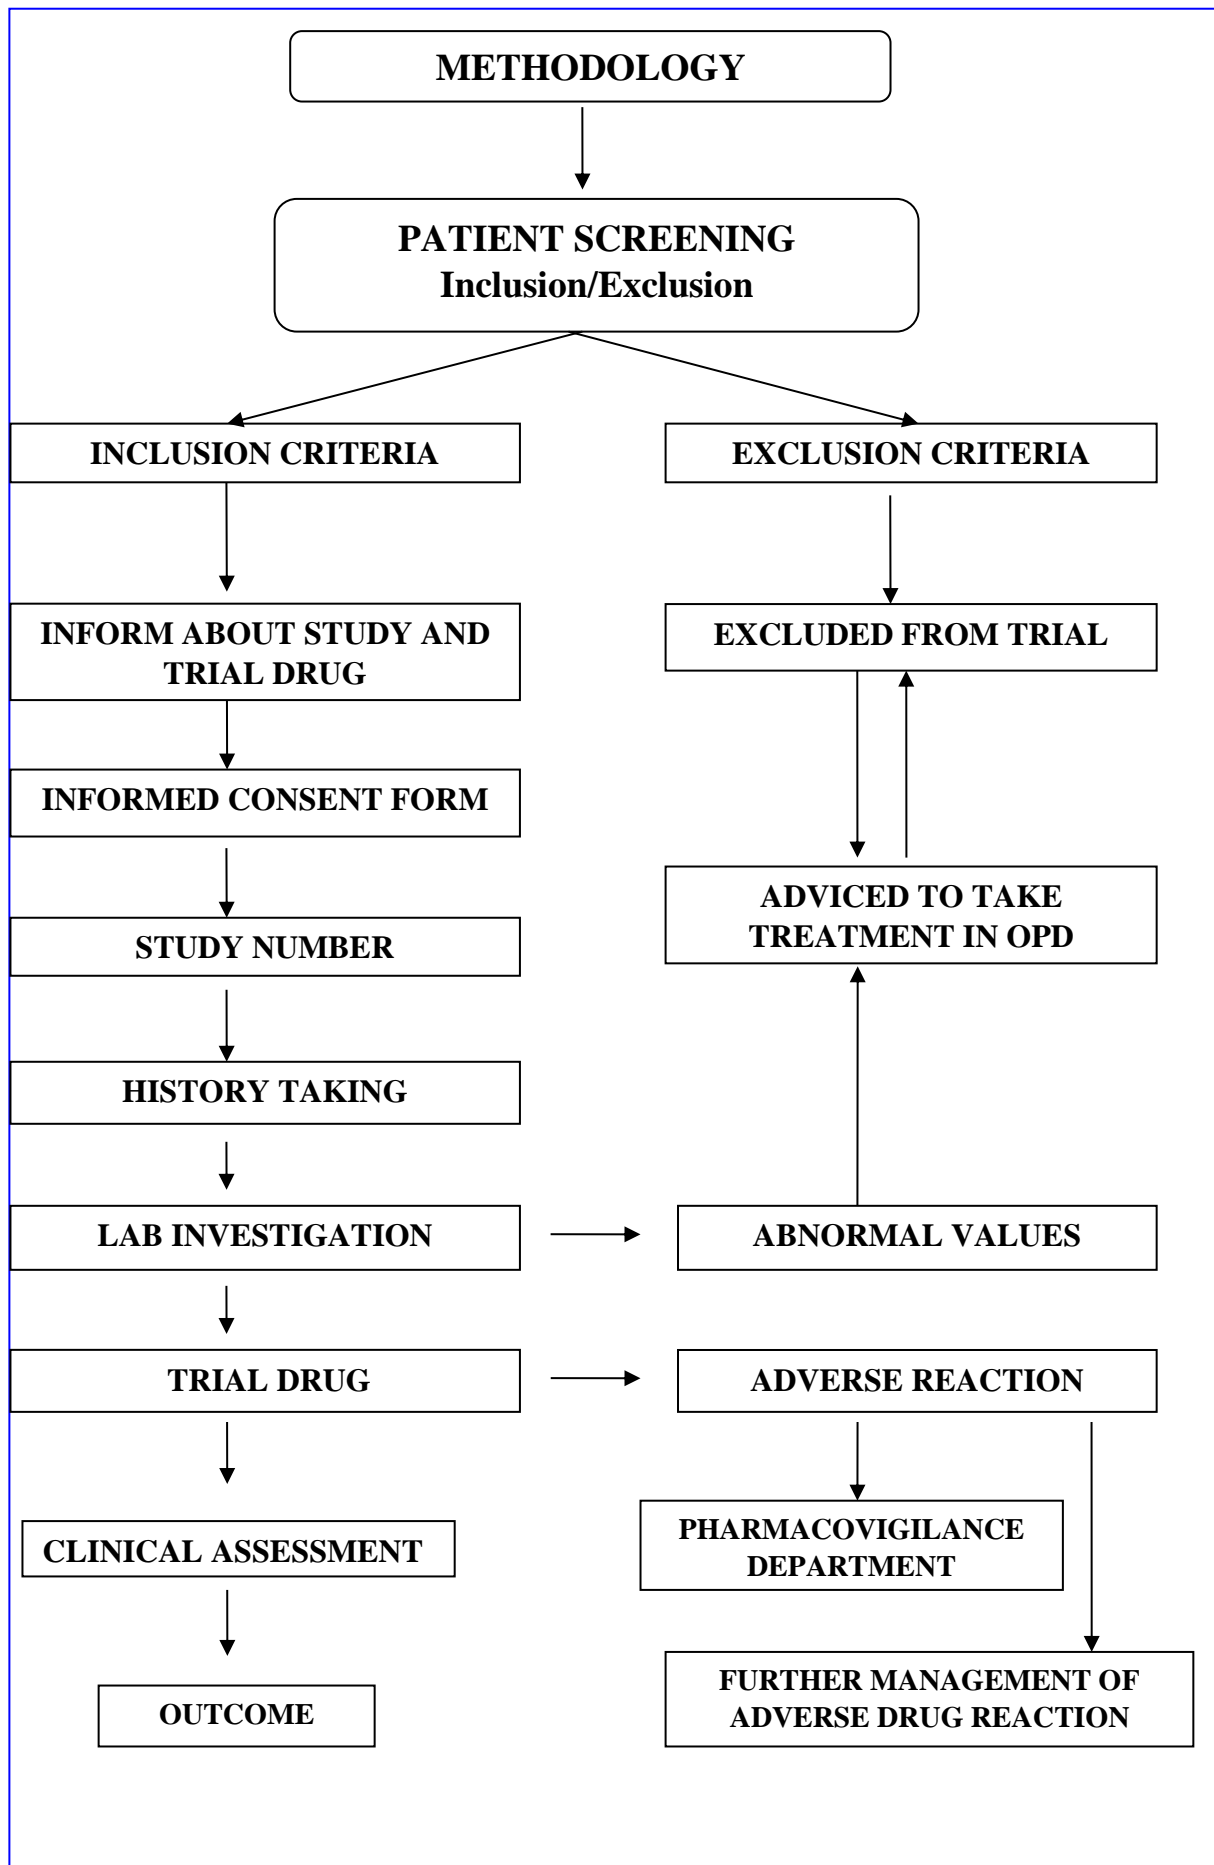 METHODOLOGY
PATIENT SCREENING
Inclusion/Exclusion
INCLUSION CRITERIA
EXCLUSION CRITERIA
INFORM ABOUT STUDY AND
TRIAL DRUG
EXCLUDED FROM TRIAL
INFORMED CONSENT FORM
ADVICED TO TAKE
TREATMENT IN OPD
STUDY NUMBER
HISTORY TAKING
LAB INVESTIGATION
ABNORMAL VALUES
TRIAL DRUG
ADVERSE REACTION
PHARMACOVIGILANCE
DEPARTMENT
CLINICAL ASSESSMENT
FURTHER MANAGEMENT OF
ADVERSE DRUG REACTION
OUTCOME